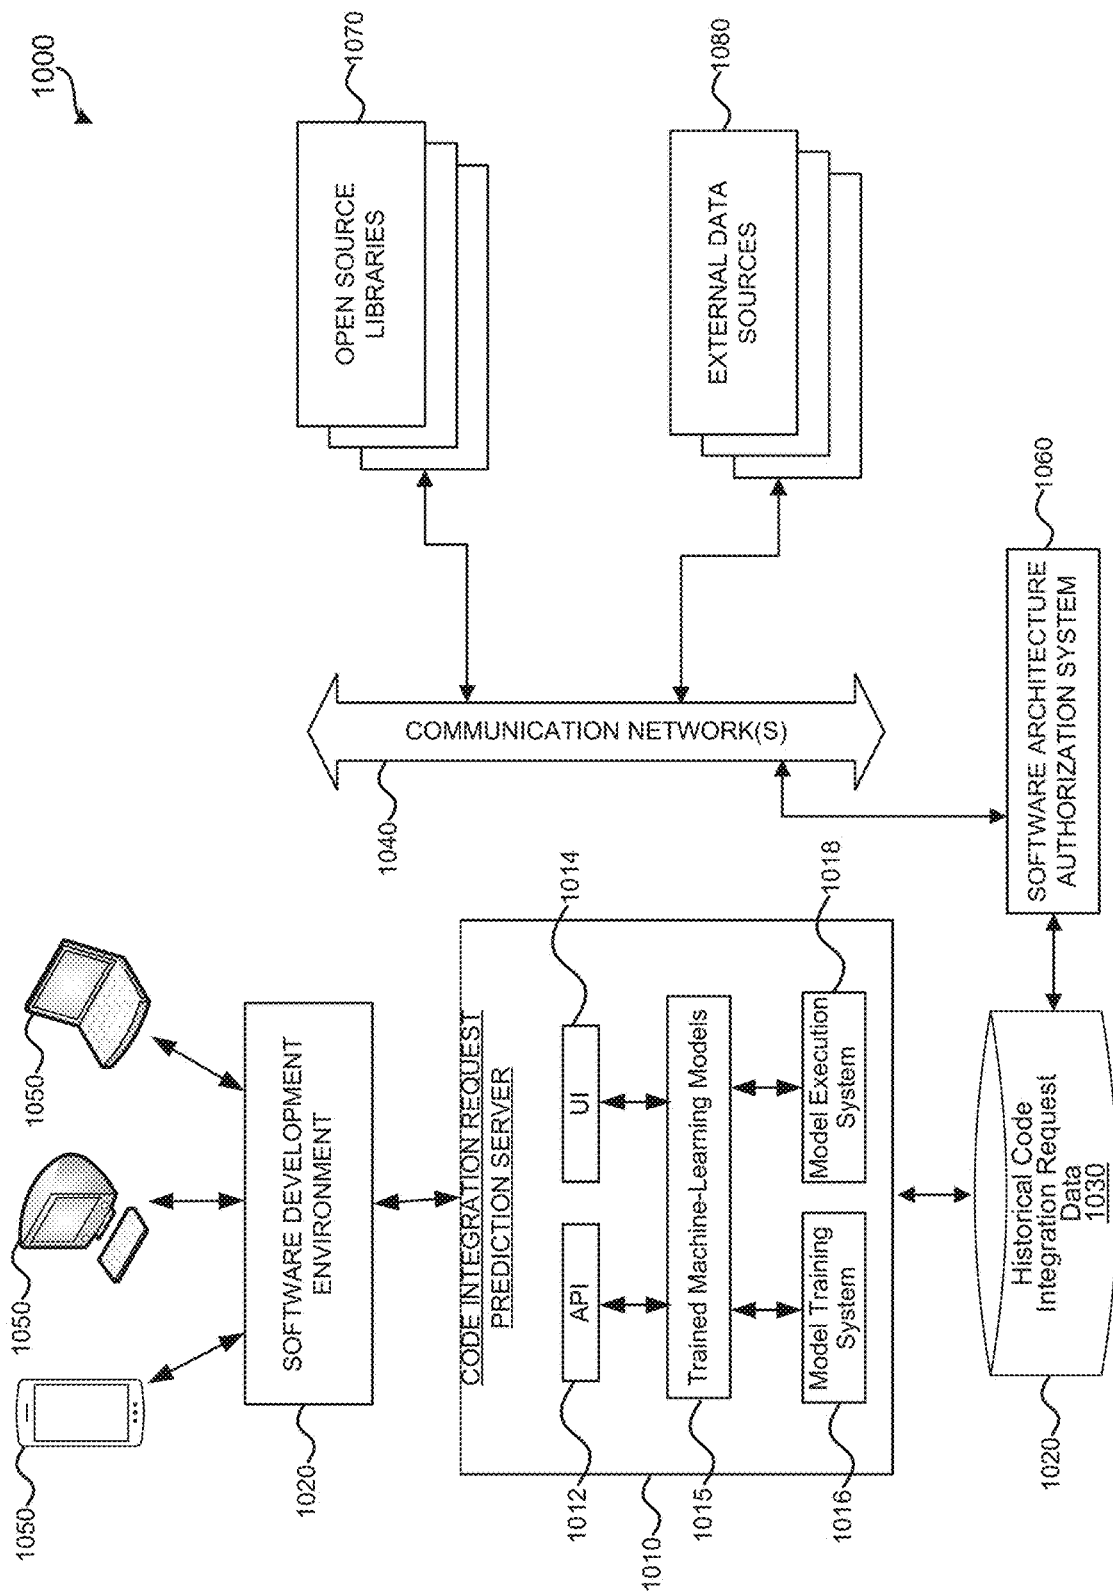 1000
1050
1050
1050
SOFTWARE DEVELOPMENT
ENVIRONMENT
1020
CODE INTEGRATION REQUEST
PREDICTION SERVER
1010
API
1012
UI
1014
Trained Machine-Learning Models
1015
Model Training
System
1016
Model Execution
System
1018
Historical Code
Integration Request
Data
1030
1020
COMMUNICATION NETWORK(S)
1040
OPEN SOURCE
LIBRARIES
1070
EXTERNAL DATA
SOURCES
1080
SOFTWARE ARCHITECTURE
AUTHORIZATION SYSTEM
1060